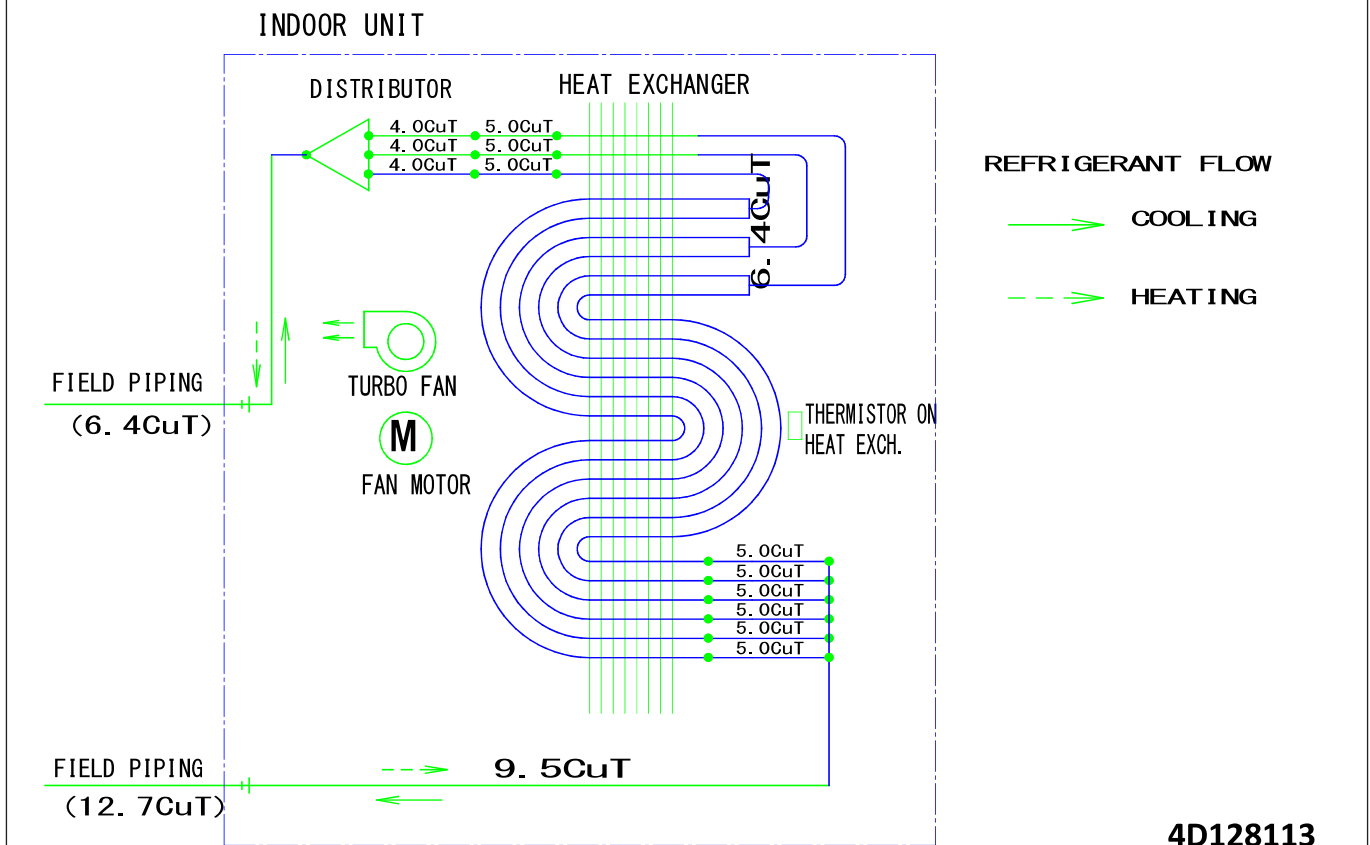 INDOOR UNIT
DISTRIBUTOR
HEAT EXCHANGER
4.0CuT 5.0CuT
4.0CuT 5.0CuT
4.0CuT 5.0CuT
6.4CuT
REFRIGERANT FLOW
COOLING
HEATING
FIELD PIPING
(6.4CuT)
TURBO FAN
M
FAN MOTOR
THERMISTOR ON
HEAT EXCH.
5.0CuT
5.0CuT
5.0CuT
5.0CuT
5.0CuT
5.0CuT
FIELD PIPING
(12.7CuT)
9.5CuT
4D128113